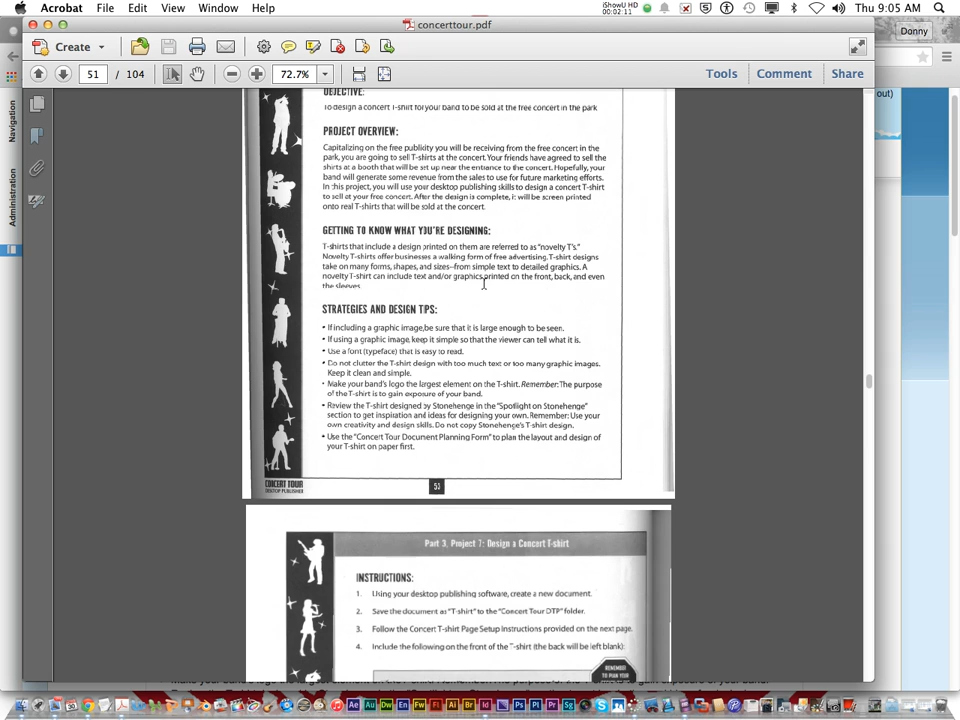 Acrobat File Edit View Window Help
iShowU HD
00:02:11
Thu 9:05 AM
concerttour.pdf
Danny
Create
51 / 104
72.7%
Tools Comment Share
out)
Navigation
Administration
OBJECTIVE:
To design a concert T-shirt for your band to be sold at the free concert in the park
PROJECT OVERVIEW:
Capitalizing on the free publicity you will be receiving from the free concert in the
park, you are going to sell T-shirts at the concert. Your friends have agreed to sell the
shirts at a booth that will be set up near the entrance to the concert. Hopefully, your
band will generate some revenue from the sales to use for future marketing efforts.
In this project, you will use your desktop publishing skills to design a concert T-shirt
to sell at your free concert. After the design is complete, it will be screen printed
onto real T-shirts that will be sold at the concert.
GETTING TO KNOW WHAT YOU'RE DESIGNING:
T-shirts that include a design printed on them are referred to as "novelty T's."
Novelty T-shirts offer businesses a walking form of free advertising. T-shirt designs
take on many forms, shapes, and sizes—from simple text to detailed graphics. A
novelty T-shirt can include text and/or graphics printed on the front, back, and even
the sleeves.
STRATEGIES AND DESIGN TIPS:
• If including a graphic image, be sure that it is large enough to be seen.
• If using a graphic image, keep it simple so that the viewer can tell what it is.
• Use a font (typeface) that is easy to read.
• Do not clutter the T-shirt design with too much text or too many graphic images.
Keep it clean and simple.
• Make your band's logo the largest element on the T-shirt. Remember: The purpose
of the T-shirt is to gain exposure of your band.
• Review the T-shirt designed by Stonehenge in the "Spotlight on Stonehenge"
section to get inspiration and ideas for designing your own. Remember: Use your
own creativity and design skills. Do not copy Stonehenge's T-shirt design.
• Use the "Concert Tour Document Planning Form" to plan the layout and design of
your T-shirt on paper first.
CONCERT TOUR
DESKTOP PUBLISHER
51
Part 3, Project 7: Design a Concert T-shirt
INSTRUCTIONS:
1. Using your desktop publishing software, create a new document.
2. Save the document as "T-shirt" to the "Concert Tour DTP" folder.
3. Follow the Concert T-shirt Page Setup Instructions provided on the next page.
4. Include the following on the front of the T-shirt (the back will be left blank):
REMEMBER
TO PLAN YOUR